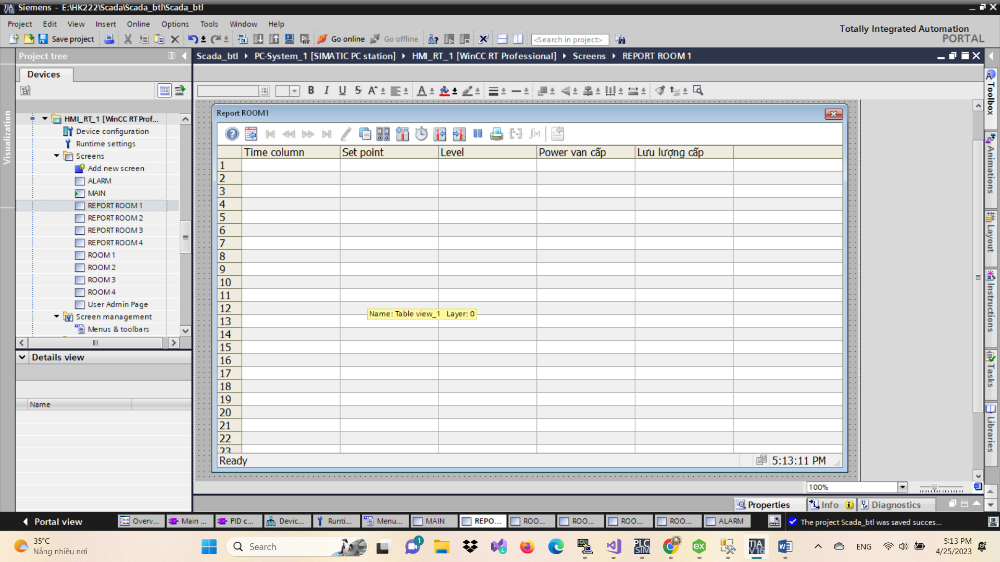 Siemens - E:\HK222\Scada\Scada_btl\Scada_btl
Project Edit View Insert Online Options Tools Window Help
Totally Integrated Automation
PORTAL
Save project
Go online
Go offline
<Search in project>
Project tree
Scada_btl
PC-System_1 [SIMATIC PC station]
HMI_RT_1 [WinCC RT Professional]
Screens
REPORT ROOM 1
Devices
Visualization
HMI_RT_1 [WinCC RT Prof...
Device configuration
Runtime settings
Screens
Add new screen
ALARM
MAIN
REPORT ROOM 1
REPORT ROOM 2
REPORT ROOM 3
REPORT ROOM 4
ROOM 1
ROOM 2
ROOM 3
ROOM 4
User Admin Page
Screen management
Menus & toolbars
Details view
Name
B I U S A A
Report ROOM1
Time column Set point Level Power van cấp Lưu lượng cấp
1
2
3
4
5
6
7
8
9
10
11
12
13
14
15
16
17
18
19
20
21
22
23
Name: Table view_1 Layer: 0
Ready
5:13:11 PM
100%
Properties
Info
Diagnostics
Toolbox
Animations
Layout
Instructions
Tasks
Libraries
Portal view
Overv...
Main ...
PID c...
Devic...
Runti...
Menu...
MAIN
REPO...
ROO...
ROO...
ROO...
ROO...
ALARM
The project Scada_btl was saved succes...
35°C
Nắng nhiều nơi
Search
1
PLC
SIM
ex
TIA
V16
ENG
5:13 PM
4/25/2023